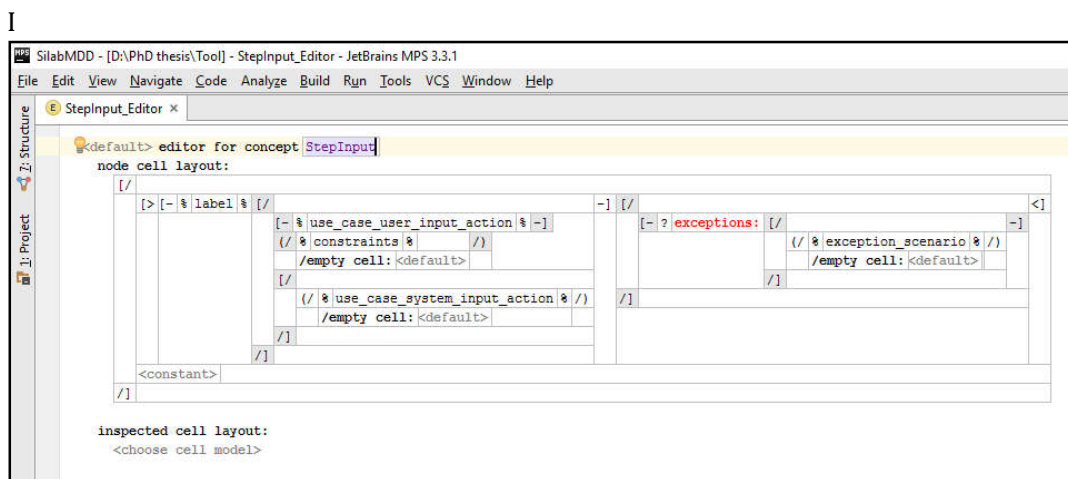 I
SilabMDD - [D:\PhD thesis\Tool] - StepInput_Editor - JetBrains MPS 3.3.1
File Edit View Navigate Code Analyze Build Run Tools VCS Window Help
StepInput_Editor ×
Z: Structure
1: Project
<default> editor for concept StepInput
node cell layout:
[/
[> [- % label % [/ -] [/ <]
[- % use_case_user_input_action % -] [- ? exceptions: [/ -]
(/ % constraints % /) (/ % exception_scenario % /)
/empty cell: <default> /empty cell: <default>
[/ /]
(/ % use_case_system_input_action % /) /]
/empty cell: <default>
/]
/]
<constant>
/]
inspected cell layout:
<choose cell model>